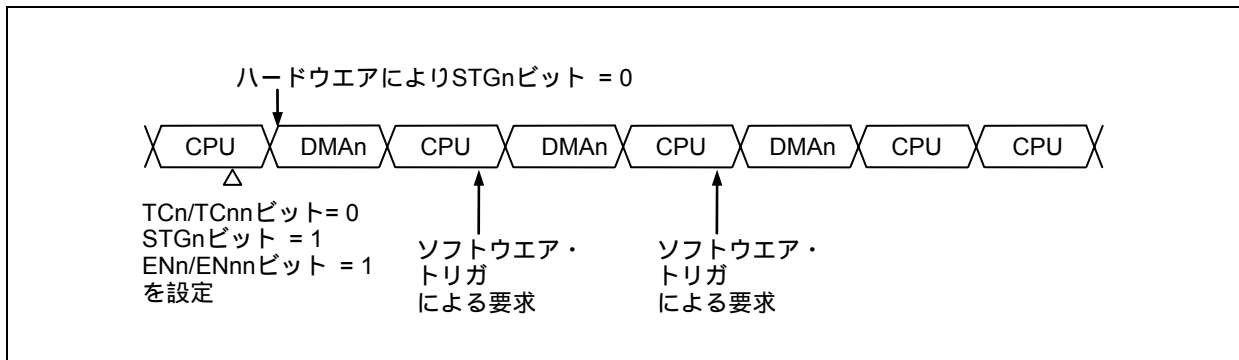 ハードウエアによりSTGnビット = 0
CPU DMAn CPU DMAn CPU DMAn CPU CPU
TCn/TCnnビット= 0
STGnビット = 1
ENn/ENnnビット = 1
を設定
ソフトウエア・
トリガ
による要求
ソフトウエア・
トリガ
による要求